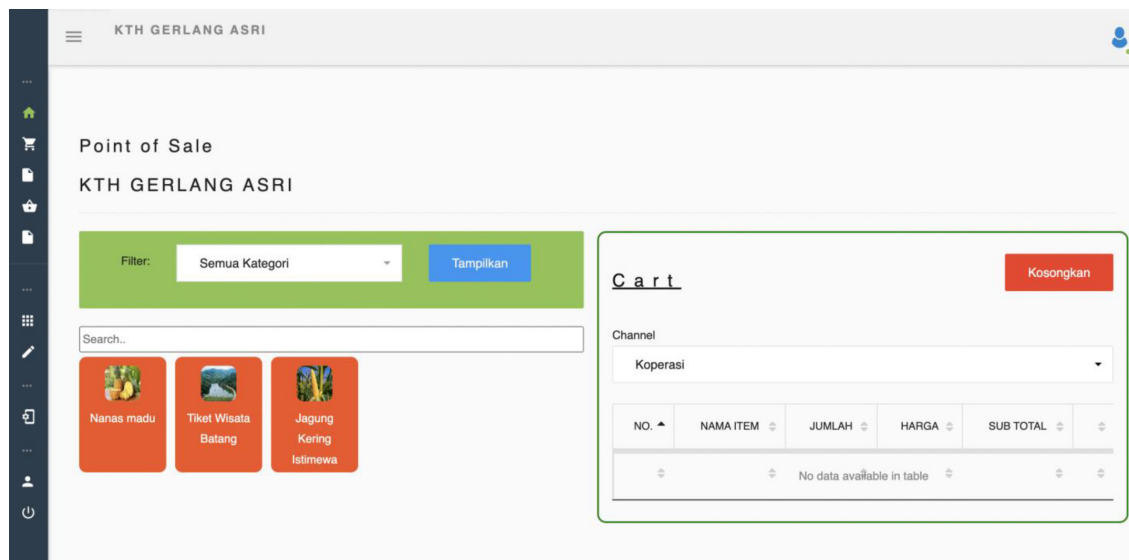 KTH GERLANG ASRI
Point of Sale
KTH GERLANG ASRI
Filter:
Semua Kategori
Tampilkan
Search..
Nanas madu
Tiket Wisata
Batang
Jagung
Kering
Istimewa
Cart
Kosongkan
Channel
Koperasi
NO. NAMA ITEM JUMLAH HARGA SUB TOTAL
No data available in table